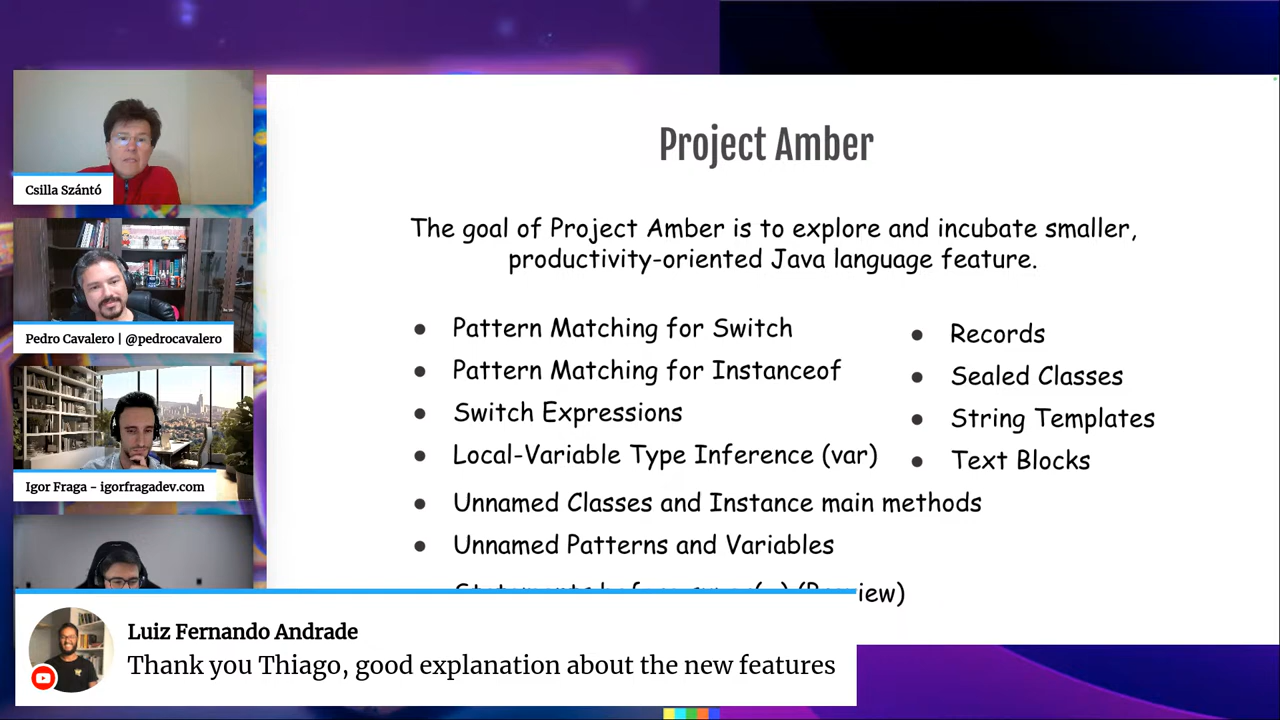 Csilla Szántó
Pedro Cavalero | @pedrocavalero
Igor Fraga - igorfragadev.com
Project Amber
The goal of Project Amber is to explore and incubate smaller,
productivity-oriented Java language feature.
● Pattern Matching for Switch
● Pattern Matching for Instanceof
● Switch Expressions
● Local-Variable Type Inference (var)
● Unnamed Classes and Instance main methods
● Unnamed Patterns and Variables
● Records
● Sealed Classes
● String Templates
● Text Blocks
Luiz Fernando Andrade
Thank you Thiago, good explanation about the new features